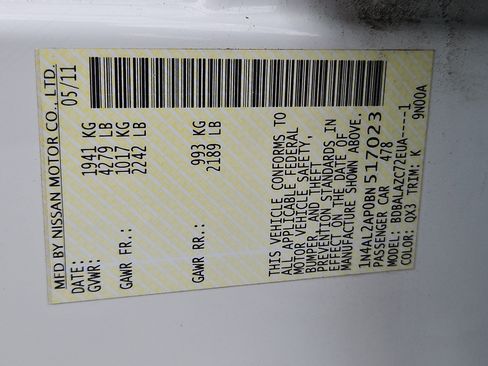 MFD BY NISSAN MOTOR CO., LTD.
DATE: 05/11
GVWR: 1941 KG
4279 LB
GAWR FR.: 1017 KG
2242 LB
GAWR RR.: 993 KG
2189 LB
THIS VEHICLE CONFORMS TO
ALL APPLICABLE FEDERAL
MOTOR VEHICLE SAFETY,
BUMPER, AND THEFT
PREVENTION STANDARDS IN
EFFECT ON THE DATE OF
MANUFACTURE SHOWN ABOVE.
1N4AL2AP0BN517023
PASSENGER CAR 478
MODEL: BDBALAZC72EUA-----1
COLOR: QX3 TRIM: K 9N00A